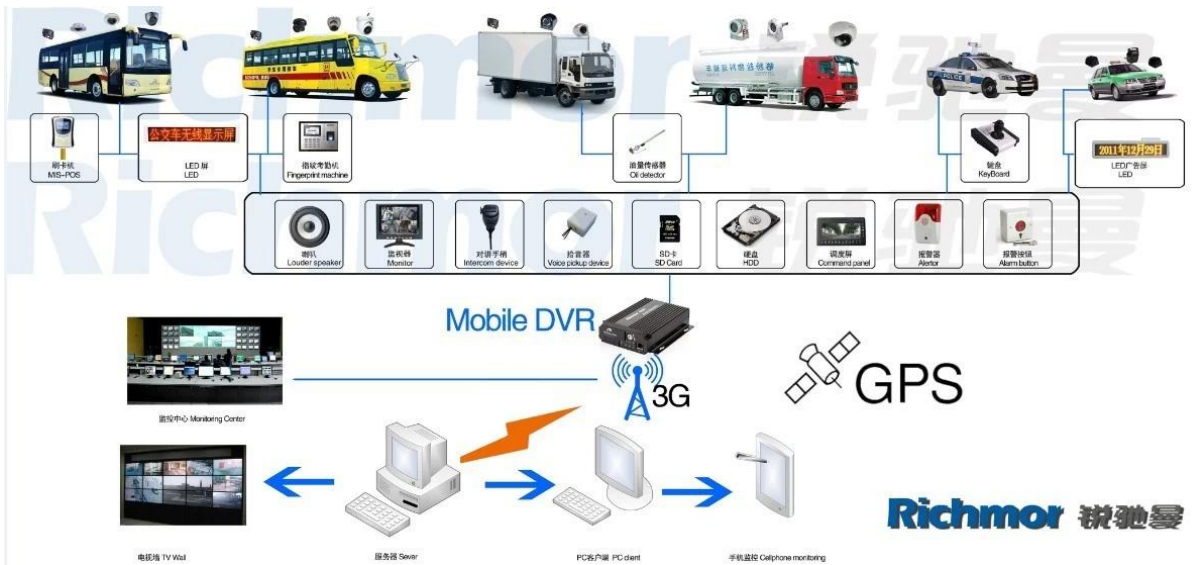 Richmor 锐驰曼
Richmor 锐驰曼
POLICE
刷卡机
MIS-POS
公交车无线显示屏
LED 屏
LED
指纹考勤机
Fingerprint machine
油量传感器
Oil detector
键盘
KeyBoard
2011年12月29日
LED广告屏
LED
喇叭
Louder speaker
监视器
Monitor
对讲手柄
Intercom device
拾音器
Voice pickup device
SD卡
SD Card
硬盘
HDD
调度屏
Command panel
报警器
Alertor
报警按钮
Alarm button
Mobile DVR
3G
GPS
监控中心 Monitoring Center
电视墙 TV Wall
服务器 Sever
PC客户端 PC client
手机监控 Cellphone monitoring
Richmor 锐驰曼